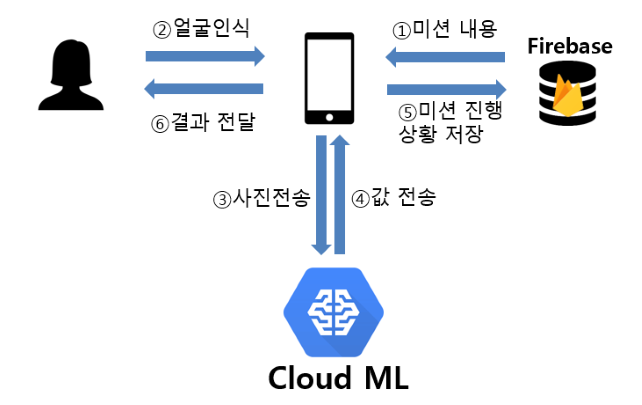 ②얼굴인식
①미션 내용
Firebase
⑥결과 전달
⑤미션 진행
상황 저장
③사진전송
④값 전송
Cloud ML